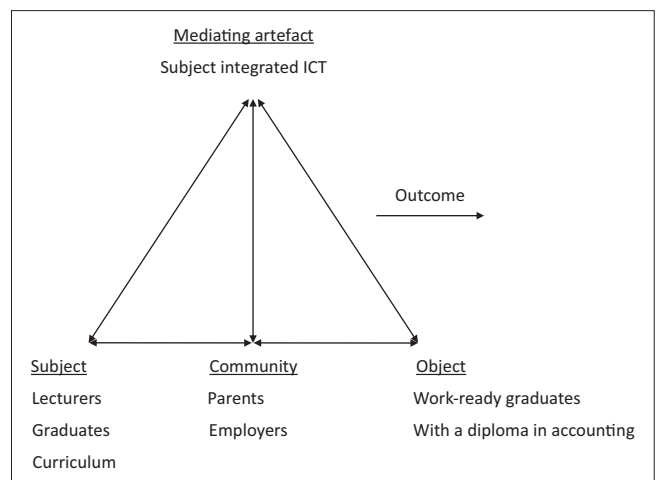 Mediating artefact
Subject integrated ICT
Outcome
Subject
Lecturers
Graduates
Curriculum
Community
Parents
Employers
Object
Work-ready graduates
With a diploma in accounting